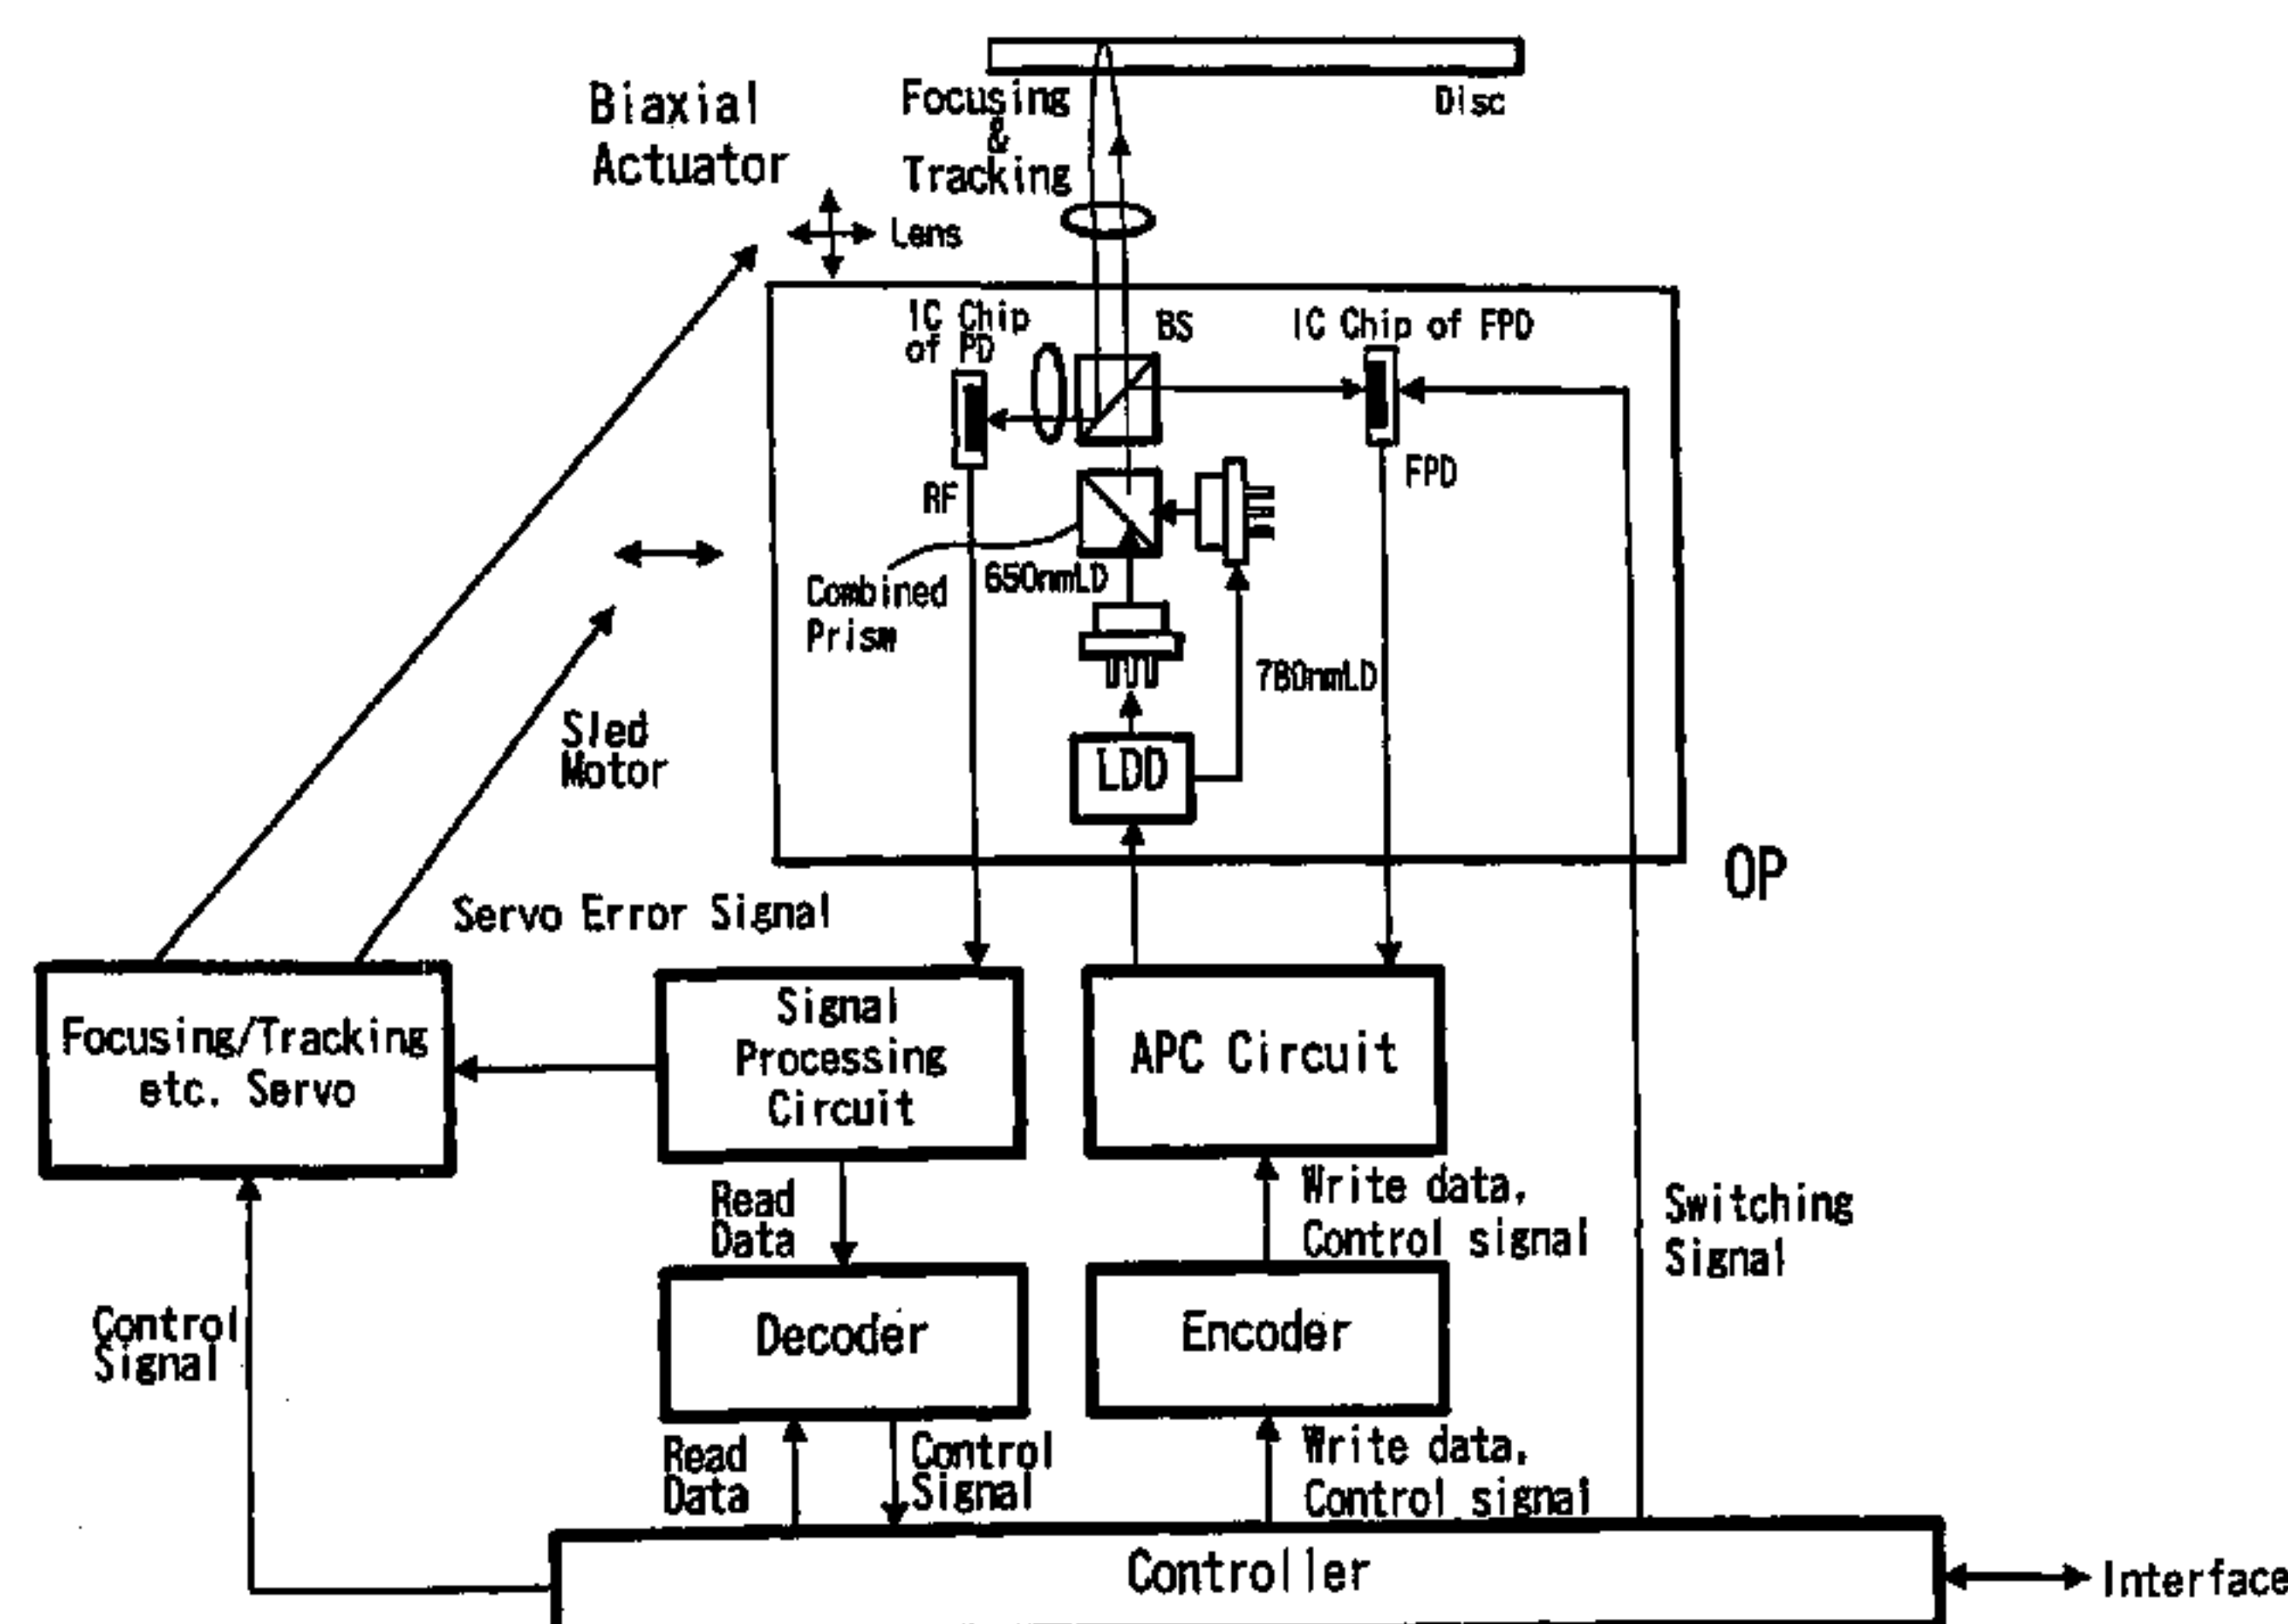 Disc
Biaxial
Actuator
Focusing
&
Tracking
Lens
IC Chip
of PD
BS
IC Chip of FPD
RF
FPD
Combined
Prism
650nmLD
780nmLD
Sled
Motor
LDD
OP
Servo Error Signal
Focusing/Tracking
etc. Servo
Signal
Processing
Circuit
APC Circuit
Read
Data
Write data,
Control signal
Switching
Signal
Control
Signal
Decoder
Encoder
Read
Data
Control
Signal
Write data,
Control signal
Controller
Interface